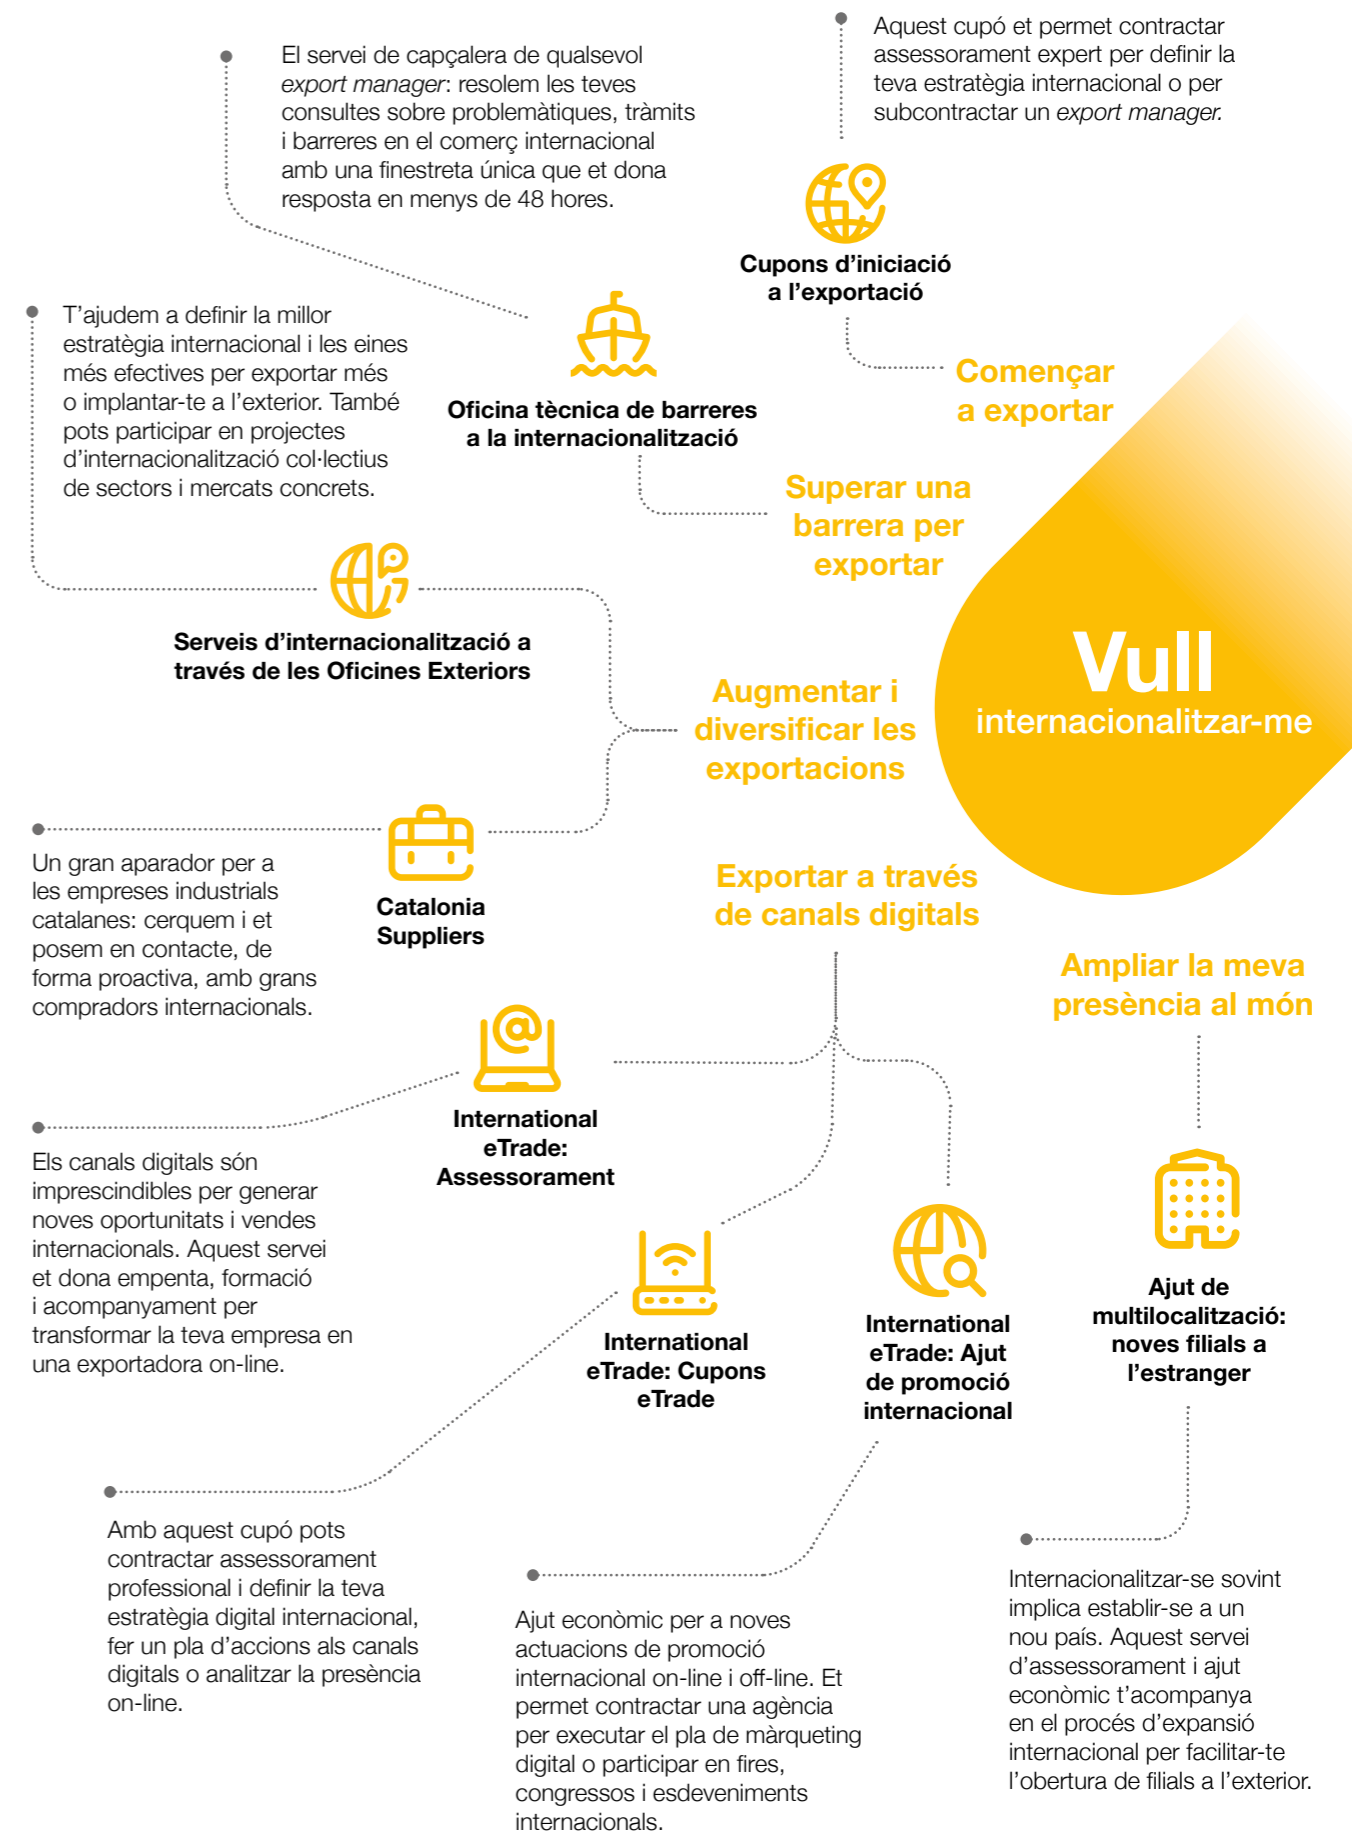 Aquest cupó et permet contractar
assessorament expert per definir la
teva estratègia internacional o per
subcontractar un export manager.
El servei de capçalera de qualsevol
export manager: resolem les teves
consultes sobre problemàtiques, tràmits
i barreres en el comerç internacional
amb una finestreta única que et dona
resposta en menys de 48 hores.
Cupons d’iniciació
a l’exportació
T’ajudem a definir la millor
estratègia internacional i les eines
més efectives per exportar més
o implantar-te a l’exterior. També
pots participar en projectes
d’internacionalització col·lectius
de sectors i mercats concrets.
Començar
a exportar
Oficina tècnica de barreres
a la internacionalització
Superar una
barrera per
exportar
Serveis d’internacionalització a
través de les Oficines Exteriors
Vull
internacionalitzar-me
Augmentar i
diversificar les
exportacions
Un gran aparador per a
les empreses industrials
catalanes: cerquem i et
posem en contacte, de
forma proactiva, amb grans
compradors internacionals.
Catalonia
Suppliers
Exportar a través
de canals digitals
Ampliar la meva
presència al món
International
eTrade:
Assessorament
Els canals digitals són
imprescindibles per generar
noves oportunitats i vendes
internacionals. Aquest servei
et dona empenta, formació
i acompanyament per
transformar la teva empresa en
una exportadora on-line.
International
eTrade: Cupons
eTrade
International
eTrade: Ajut
de promoció
internacional
Ajut de
multilocalització:
noves filials a
l’estranger
Amb aquest cupó pots
contractar assessorament
professional i definir la teva
estratègia digital internacional,
fer un pla d’accions als canals
digitals o analitzar la presència
on-line.
Ajut econòmic per a noves
actuacions de promoció
internacional on-line i off-line. Et
permet contractar una agència
per executar el pla de màrqueting
digital o participar en fires,
congressos i esdeveniments
internacionals.
Internacionalitzar-se sovint
implica establir-se a un
nou país. Aquest servei
d’assessorament i ajut
econòmic t’acompanya
en el procés d’expansió
internacional per facilitar-te
l’obertura de filials a l’exterior.